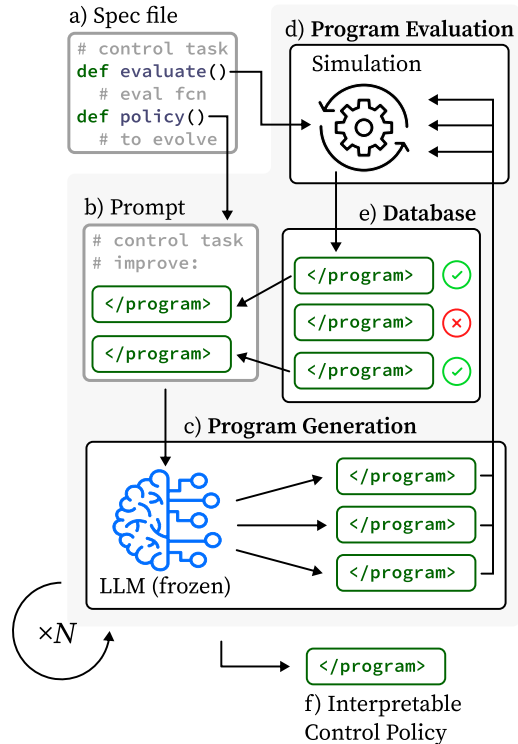 a) Spec file
# control task
def evaluate()
# eval fcn
def policy()
# to evolve
d) Program Evaluation
Simulation
b) Prompt
# control task
# improve:
</program>
</program>
e) Database
</program>
</program>
</program>
c) Program Generation
LLM (frozen)
</program>
</program>
</program>
×N
</program>
f) Interpretable
Control Policy